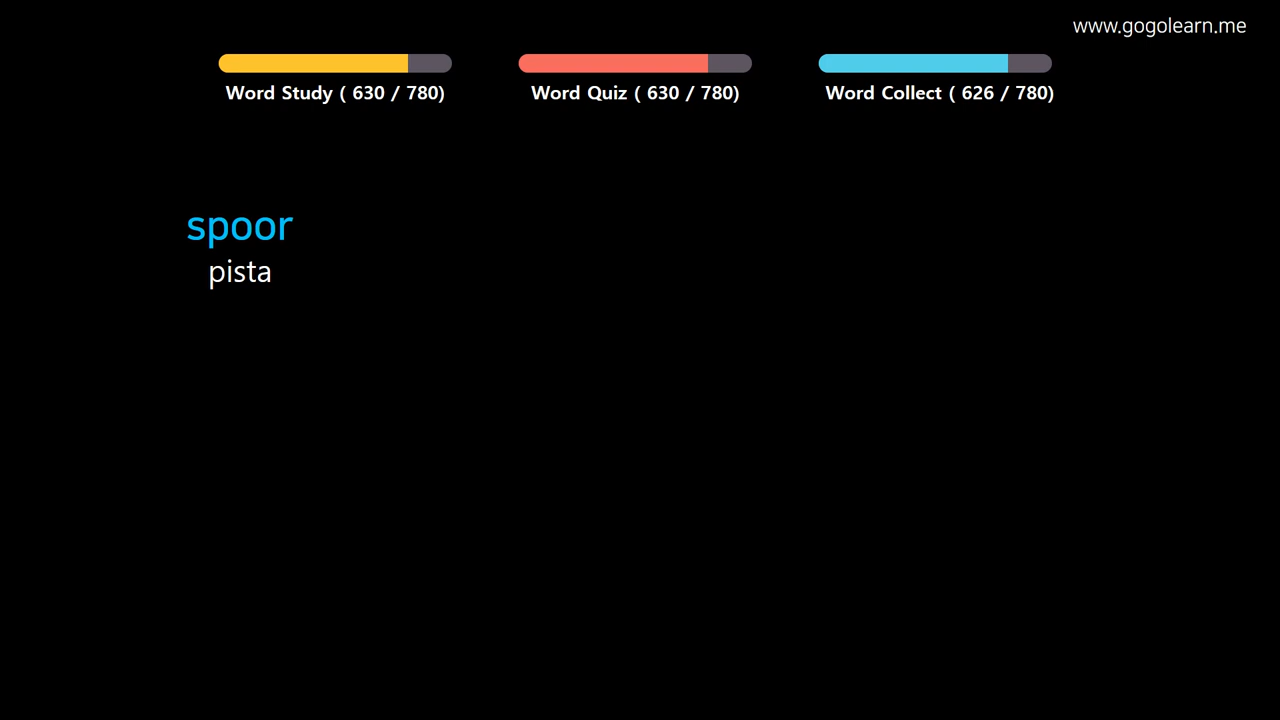 www.gogolearn.me
Word Study ( 630 / 780)
Word Quiz ( 630 / 780)
Word Collect ( 626 / 780)
spoor
pista